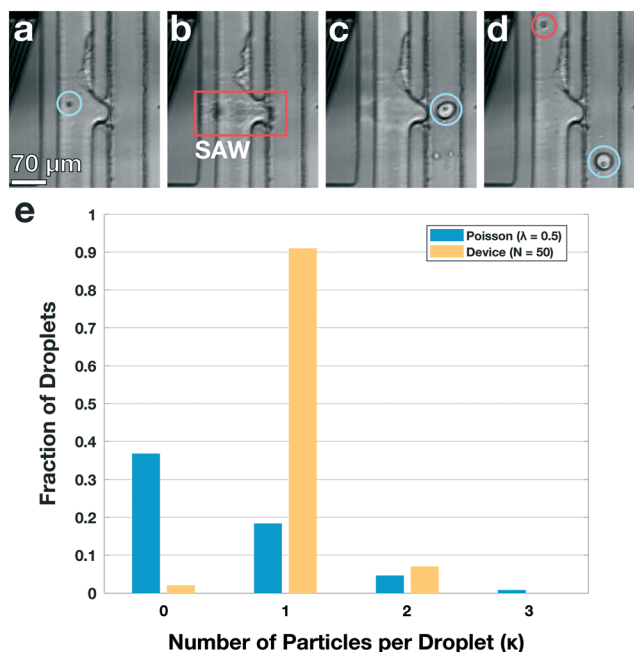 a
b
c
d
70 μm
SAW
e
Poisson (λ = 0.5)
Device (N = 50)
1
0.9
0.8
0.7
0.6
0.5
0.4
0.3
0.2
0.1
0
Fraction of Droplets
0 1 2 3
Number of Particles per Droplet (κ)